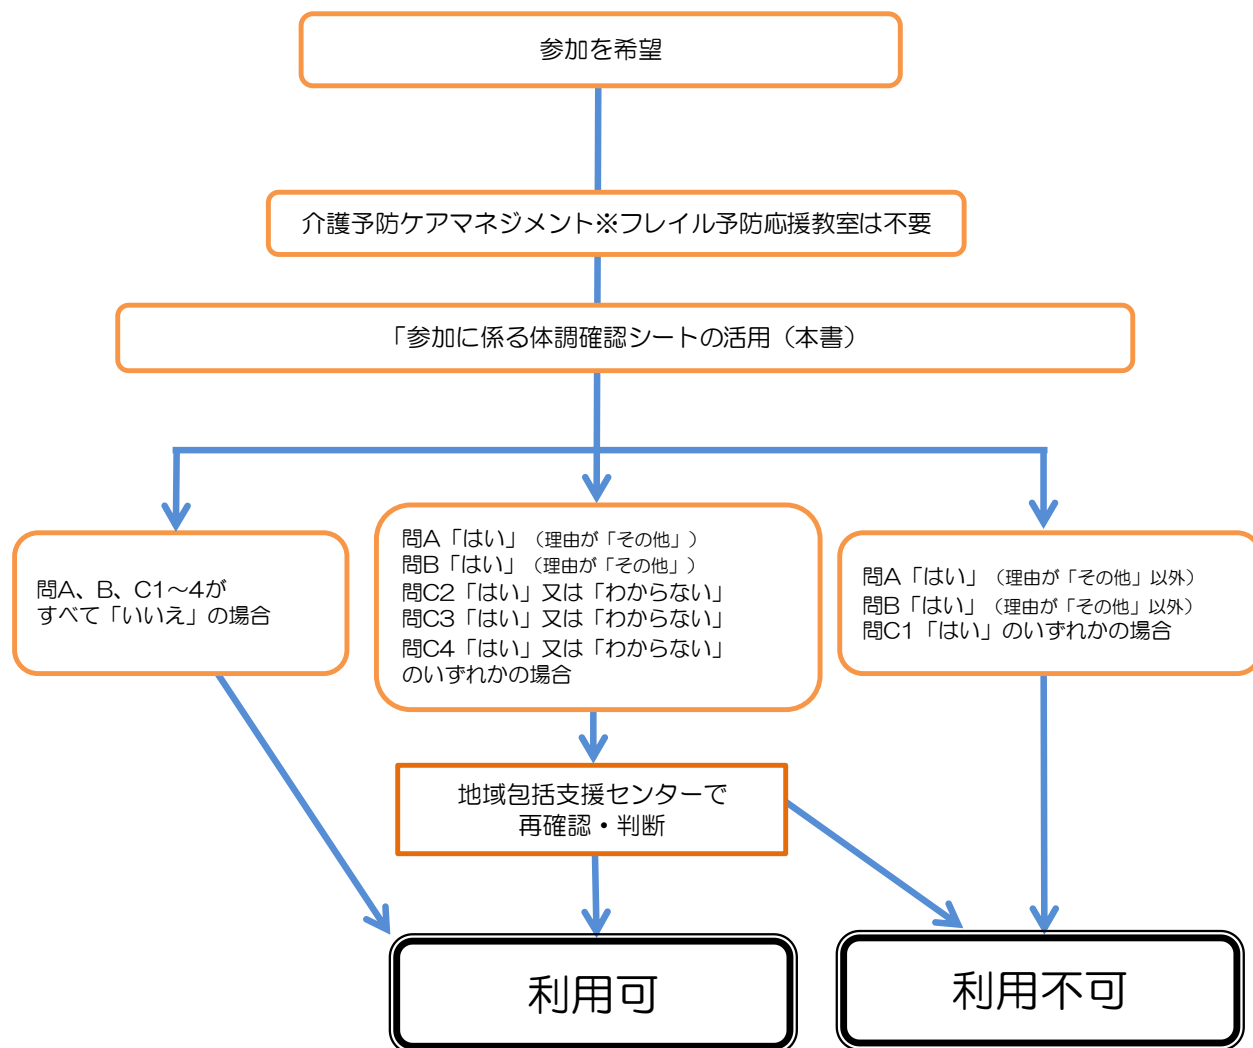 参加を希望
介護予防ケアマネジメント※フレイル予防応援教室は不要
「参加に係る体調確認シートの活用（本書）
問A、B、C1～4が
すべて「いいえ」の場合
問A「はい」（理由が「その他」）
問B「はい」（理由が「その他」）
問C2「はい」又は「わからない」
問C3「はい」又は「わからない」
問C4「はい」又は「わからない」
のいずれかの場合
問A「はい」（理由が「その他」以外）
問B「はい」（理由が「その他」以外）
問C1「はい」のいずれかの場合
地域包括支援センターで
再確認・判断
利用可
利用不可